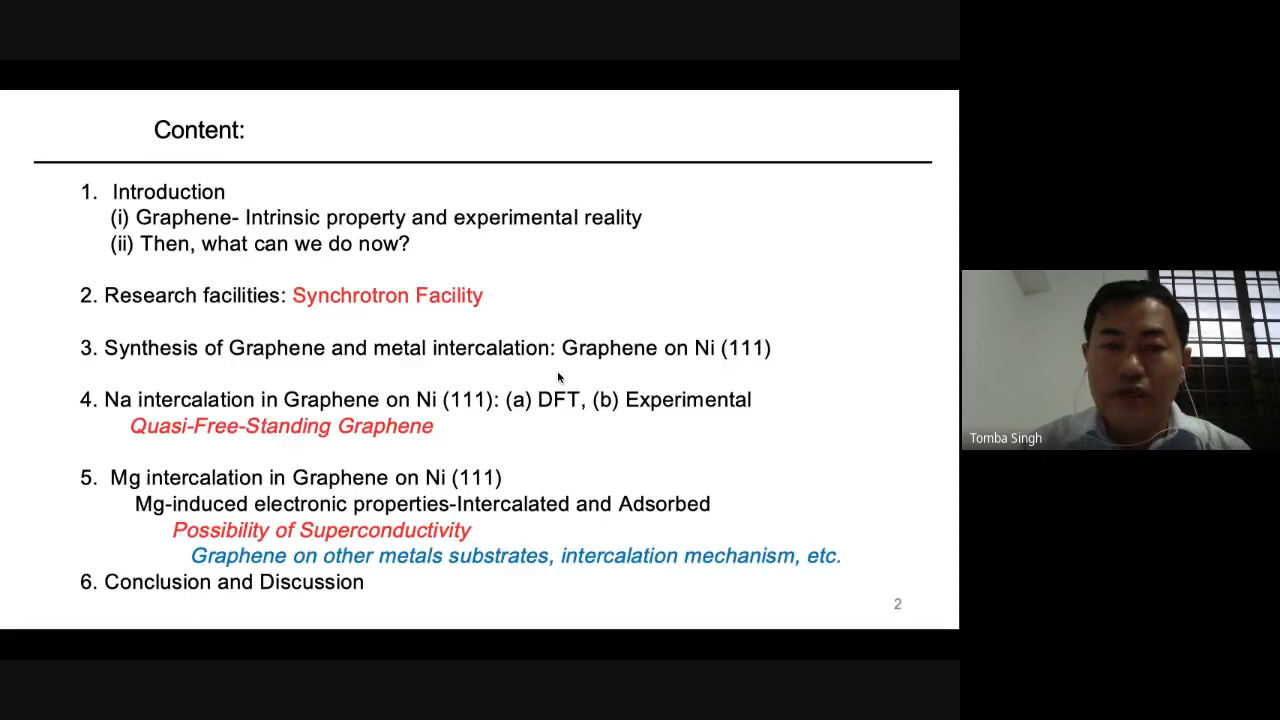 Content:
1. Introduction
(i) Graphene- Intrinsic property and experimental reality
(ii) Then, what can we do now?
2. Research facilities: Synchrotron Facility
3. Synthesis of Graphene and metal intercalation: Graphene on Ni (111)
4. Na intercalation in Graphene on Ni (111): (a) DFT, (b) Experimental
Quasi-Free-Standing Graphene
5. Mg intercalation in Graphene on Ni (111)
Mg-induced electronic properties-Intercalated and Adsorbed
Possibility of Superconductivity
Graphene on other metals substrates, intercalation mechanism, etc.
6. Conclusion and Discussion
2
Tomba Singh